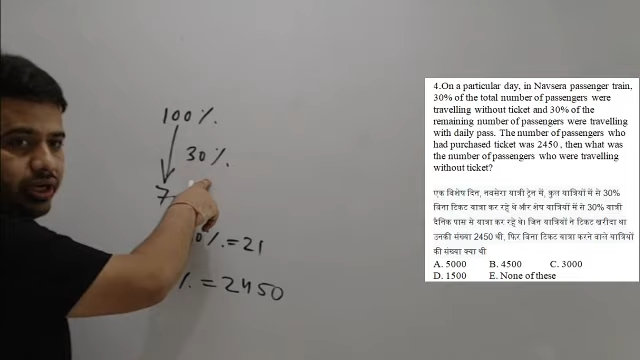 100%
30%
7
0%=21
%=2450
4.On a particular day, in Navsera passenger train,
30% of the total number of passengers were
travelling without ticket and 30% of the
remaining number of passengers were travelling
with daily pass. The number of passengers who
had purchased ticket was 2450 , then what
was the number of passengers who were travelling
without ticket?
एक विशेष दिन, नवसेरा यात्री ट्रेन में, कुल यात्रियों में से 30%
बिना टिकट यात्रा कर रहे थे और शेष यात्रियों में से 30% यात्री
दैनिक पास से यात्रा कर रहे थे। जिन यात्रियों ने टिकट खरीदा था
उनकी संख्या 2450 थी, फिर बिना टिकट यात्रा करने वाले यात्रियों
की संख्या क्या थी
A. 5000 B. 4500 C. 3000
D. 1500 E. None of these